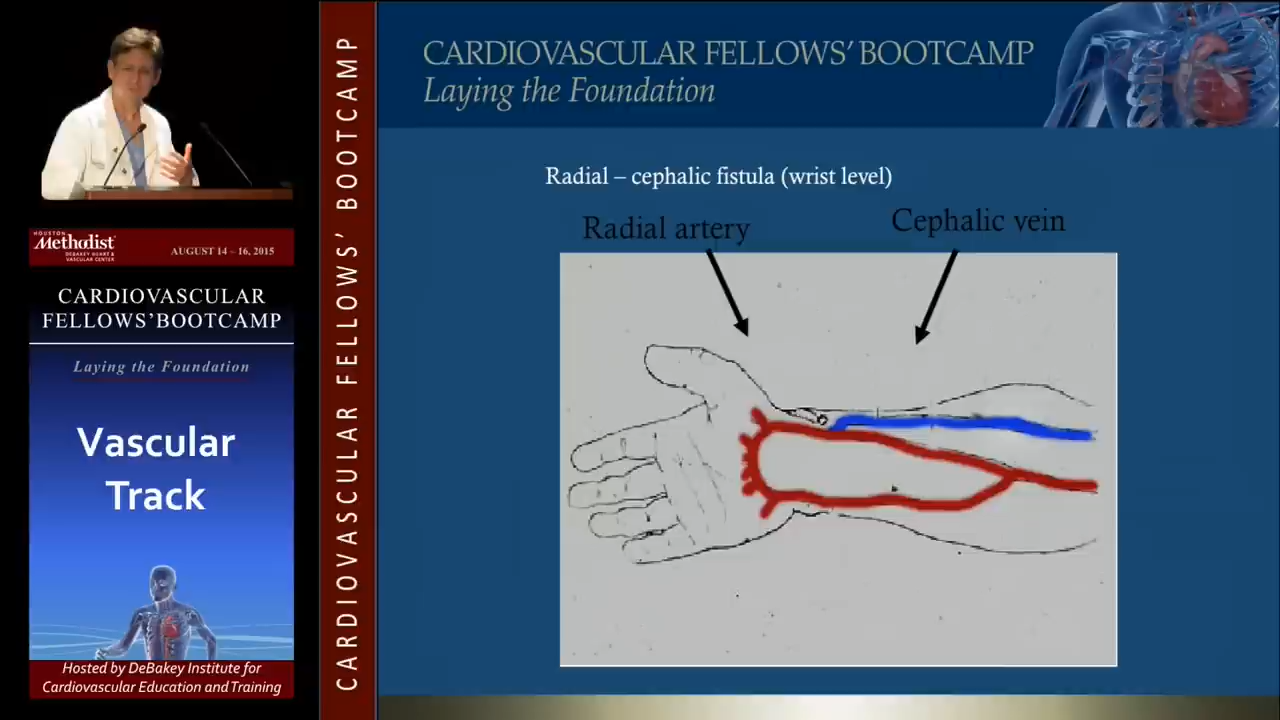 HOUSTON
Methodist
DEBAKEY HEART &
VASCULAR CENTER
AUGUST 14 – 16, 2015
CARDIOVASCULAR
FELLOWS’BOOTCAMP
Laying the Foundation
Vascular
Track
Hosted by DeBakey Institute for
Cardiovascular Education and Training
CARDIOVASCULAR FELLOWS’ BOOTCAMP
CARDIOVASCULAR FELLOWS’ BOOTCAMP
Laying the Foundation
Radial – cephalic fistula (wrist level)
Radial artery
Cephalic vein